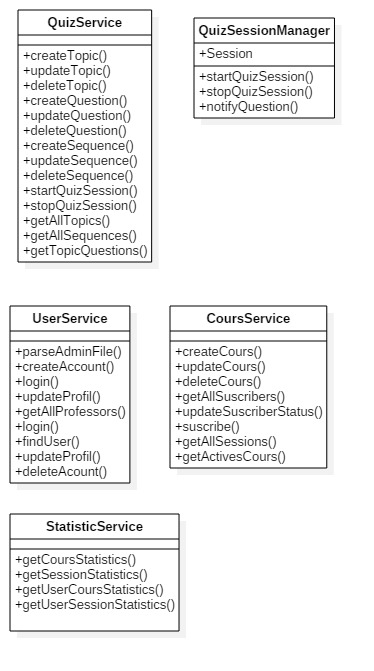 QuizService
+createTopic()
+updateTopic()
+deleteTopic()
+createQuestion()
+updateQuestion()
+deleteQuestion()
+createSequence()
+updateSequence()
+deleteSequence()
+startQuizSession()
+stopQuizSession()
+getAllTopics()
+getAllSequences()
+getTopicQuestions()
QuizSessionManager
+Session
+startQuizSession()
+stopQuizSession()
+notifyQuestion()
UserService
+parseAdminFile()
+createAccount()
+login()
+updateProfil()
+getAllProfessors()
+login()
+findUser()
+updateProfil()
+deleteAcount()
CoursService
+createCours()
+updateCours()
+deleteCours()
+getAllSuscribers()
+updateSuscriberStatus()
+suscribe()
+getAllSessions()
+getActivesCours()
StatisticService
+getCoursStatistics()
+getSessionStatistics()
+getUserCoursStatistics()
+getUserSessionStatistics()